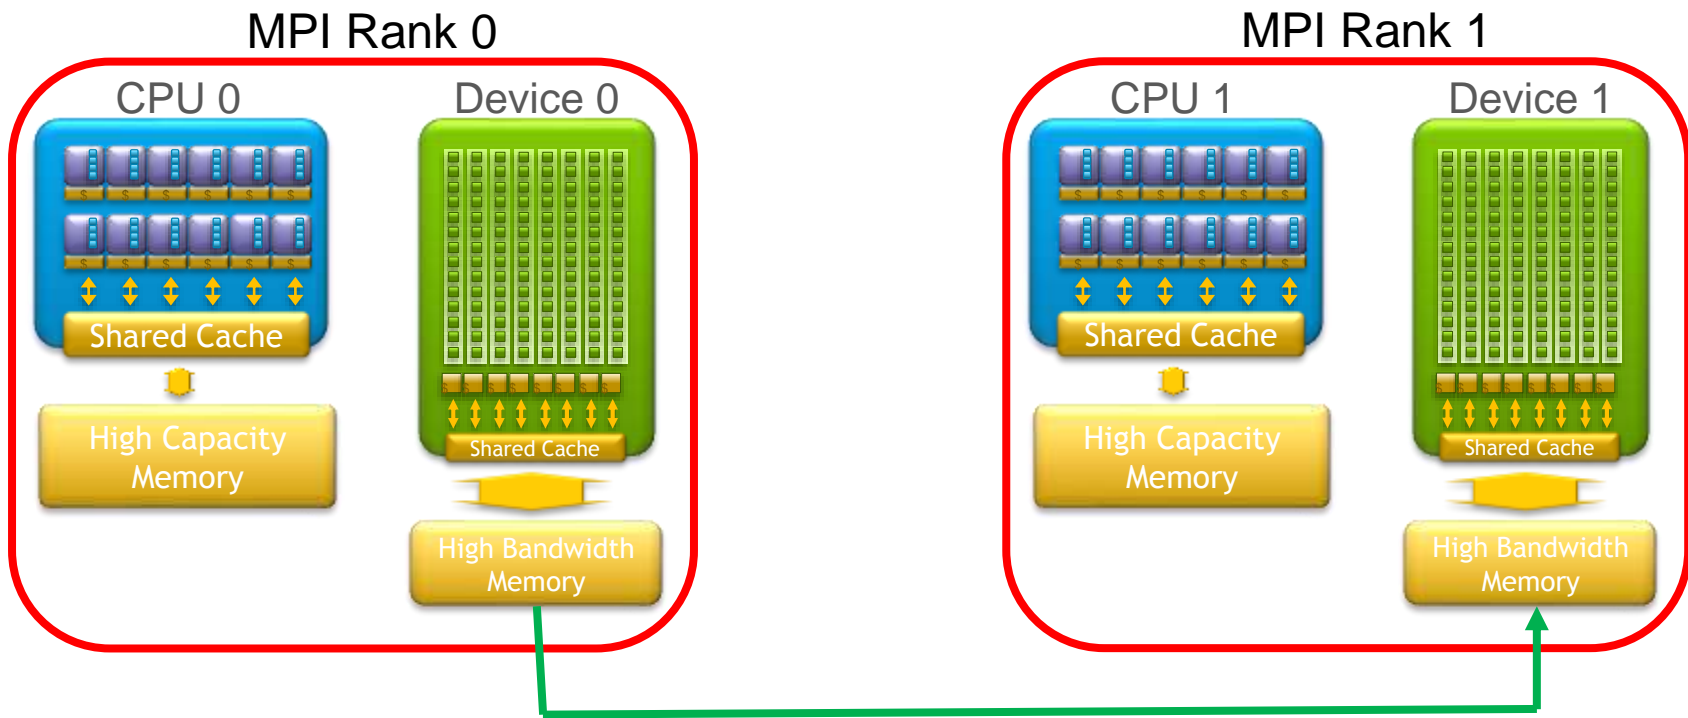 MPI Rank 0
CPU 0
Device 0
Shared Cache
High Capacity
Memory
Shared Cache
High Bandwidth
Memory
MPI Rank 1
CPU 1
Device 1
Shared Cache
High Capacity
Memory
Shared Cache
High Bandwidth
Memory